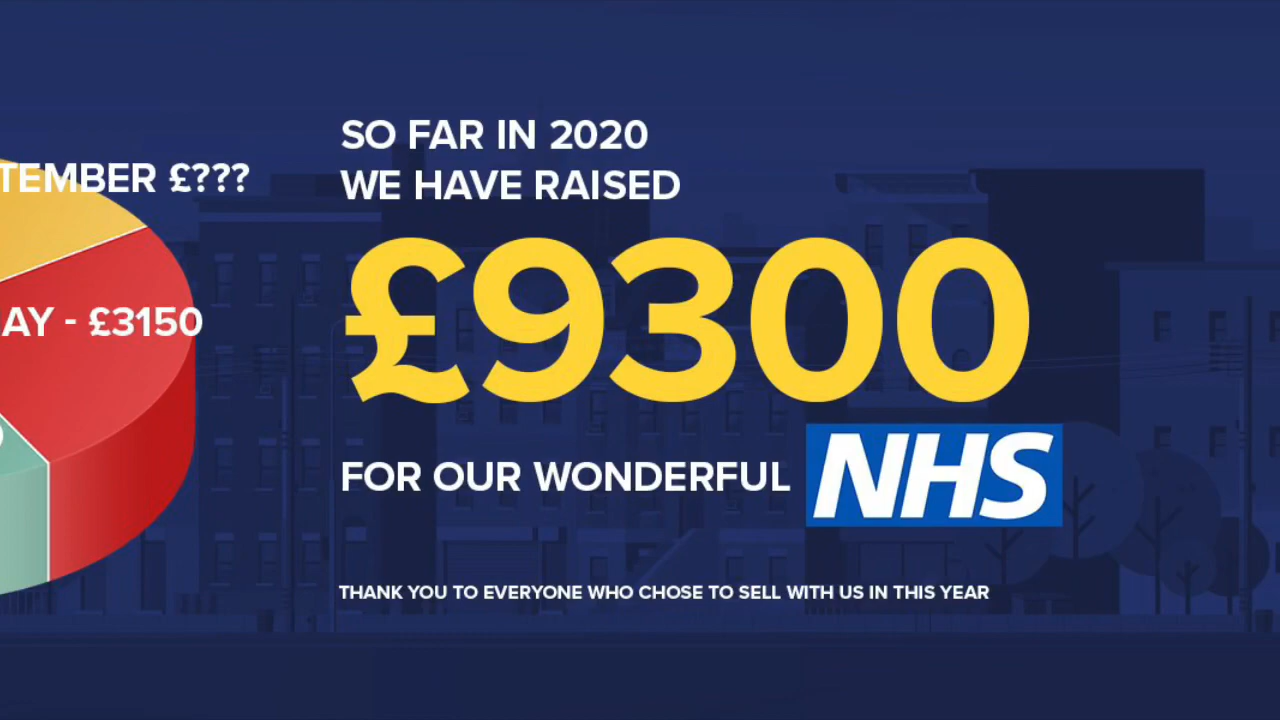 TEMBER £???
AY - £3150
SO FAR IN 2020
WE HAVE RAISED
£9300
FOR OUR WONDERFUL NHS
THANK YOU TO EVERYONE WHO CHOSE TO SELL WITH US IN THIS YEAR